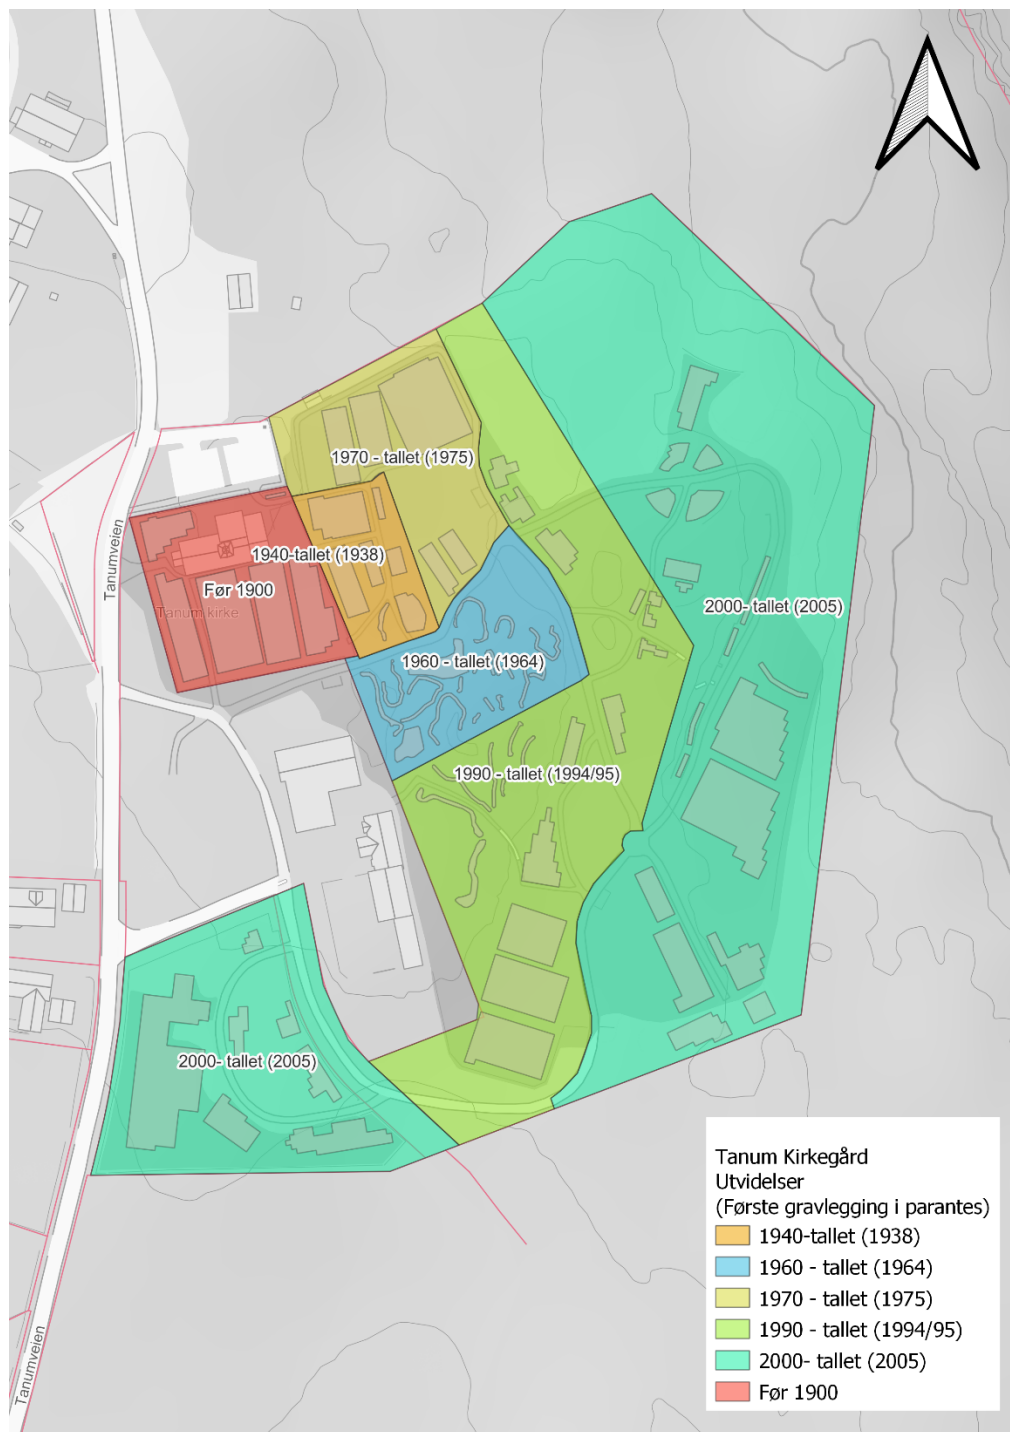 1970 - tallet (1975)
Tanumveien
1940-tallet (1938)
Før 1900
Tanum kirke
2000- tallet (2005)
1960 - tallet (1964)
1990 - tallet (1994/95)
2000- tallet (2005)
Tanumveien
Tanum Kirkegård
Utvidelser
(Første gravlegging i parantes)
1940-tallet (1938)
1960 - tallet (1964)
1970 - tallet (1975)
1990 - tallet (1994/95)
2000- tallet (2005)
Før 1900